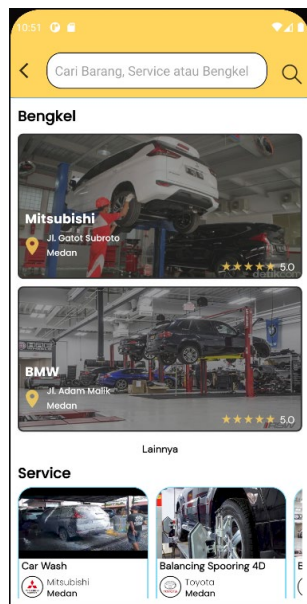 10:51
Cari Barang, Service atau Bengkel
Bengkel
Mitsubishi
Jl. Gatot Subroto
Medan
5.0
BMW
Jl. Adam Malik
Medan
5.0
Lainnya
Service
Car Wash
Mitsubishi
Medan
Balancing Spooring 4D
Toyota
Medan